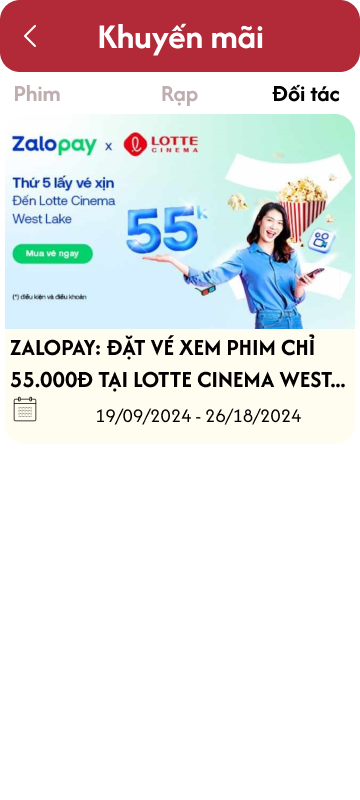 Khuyến mãi
Phim
Rạp
Đối tác
Zalopay x LOTTE CINEMA
Thứ 5 lấy vé xịn
Đến Lotte Cinema
West Lake
55k
Mua vé ngay
(*) điều kiện và điều khoản
ZALOPAY: ĐẶT VÉ XEM PHIM CHỈ
55.000Đ TẠI LOTTE CINEMA WEST...
19/09/2024 - 26/18/2024